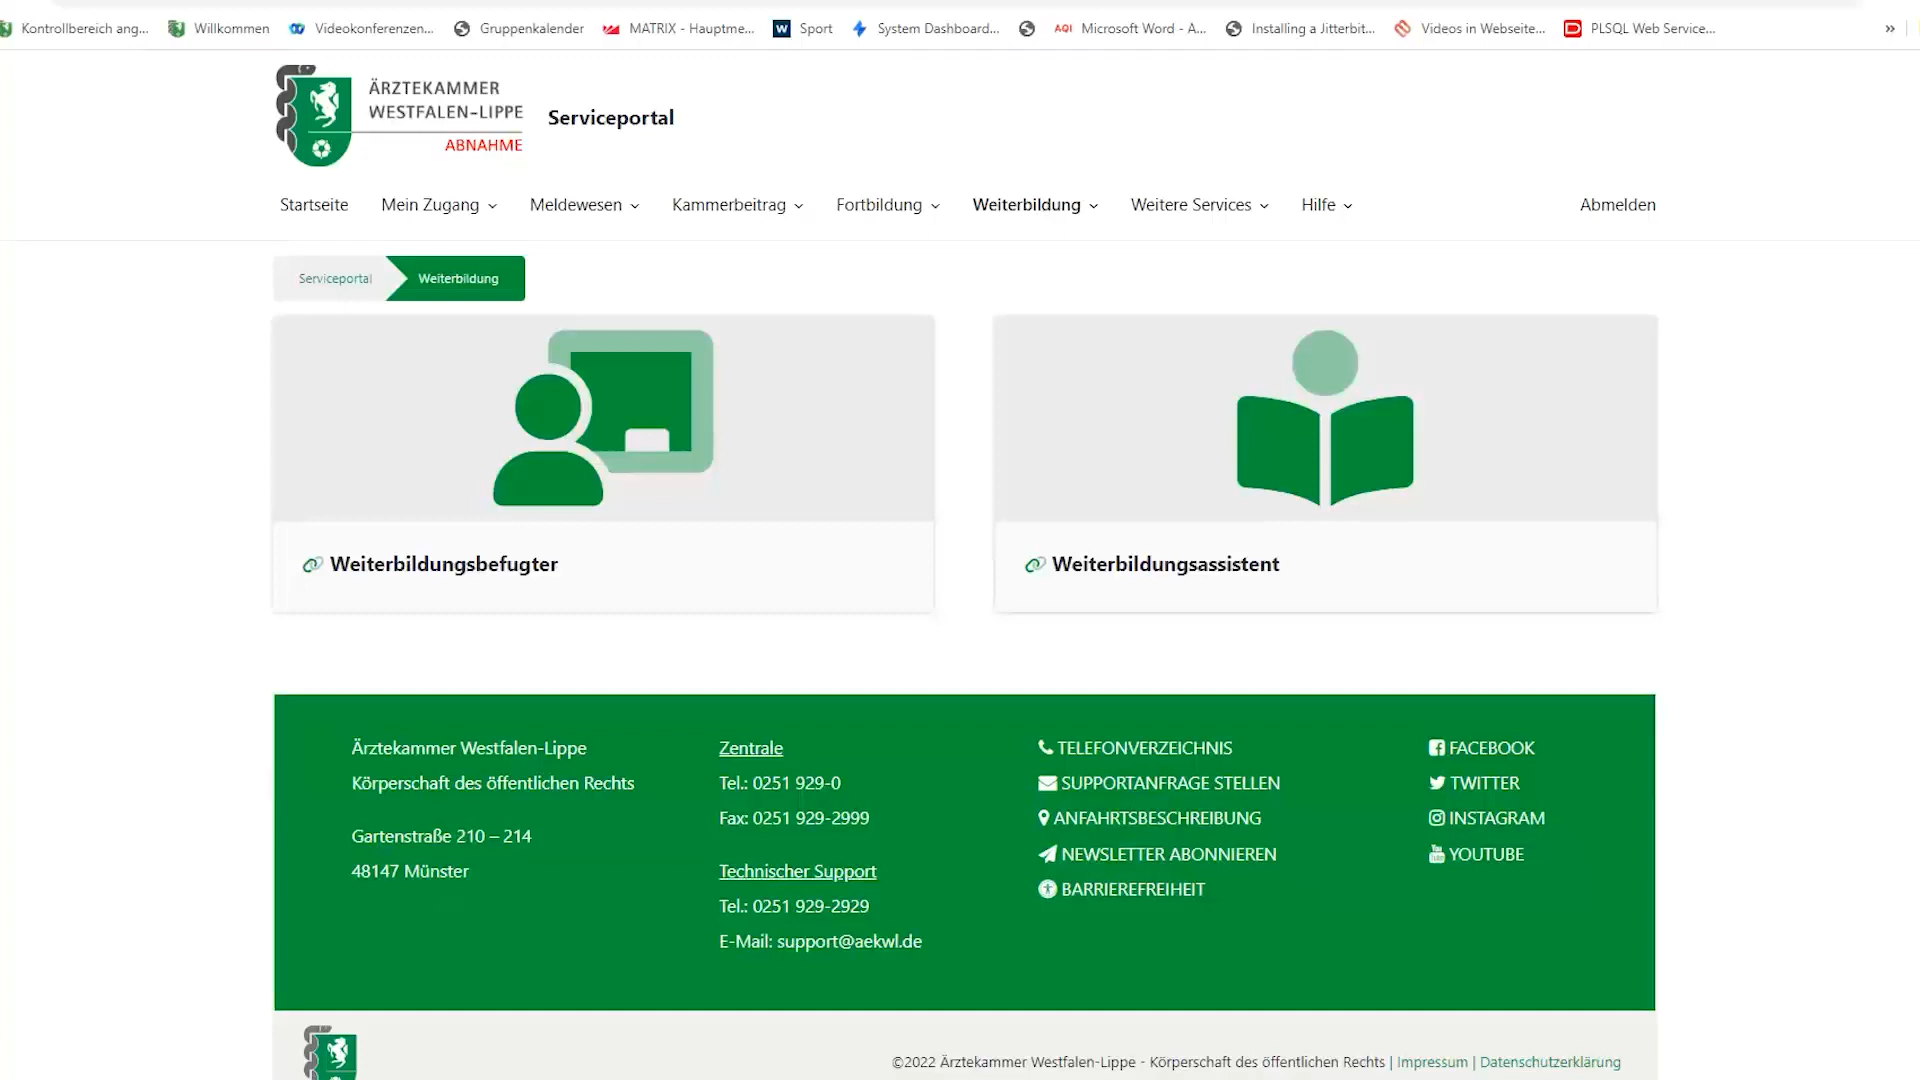 Kontrollbereich ang... Willkommen Videokonferenzen... Gruppenkalender MATRIX - Hauptme... W Sport System Dashboard... AQI Microsoft Word - A... Installing a Jitterbit... Videos in Webseite... PLSQL Web Service... »
ÄRZTEKAMMER
WESTFALEN-LIPPE
ABNAHME
Serviceportal
Startseite Mein Zugang Meldewesen Kammerbeitrag Fortbildung Weiterbildung Weitere Services Hilfe Abmelden
Serviceportal Weiterbildung
Weiterbildungsbefugter
Weiterbildungsassistent
Ärztekammer Westfalen-Lippe
Körperschaft des öffentlichen Rechts
Gartenstraße 210 – 214
48147 Münster
Zentrale
Tel.: 0251 929-0
Fax: 0251 929-2999
Technischer Support
Tel.: 0251 929-2929
E-Mail: support@aekwl.de
TELEFONVERZEICHNIS
SUPPORTANFRAGE STELLEN
ANFAHRTSBESCHREIBUNG
NEWSLETTER ABONNIEREN
BARRIEREFREIHEIT
FACEBOOK
TWITTER
INSTAGRAM
YOUTUBE
©2022 Ärztekammer Westfalen-Lippe - Körperschaft des öffentlichen Rechts | Impressum | Datenschutzerklärung